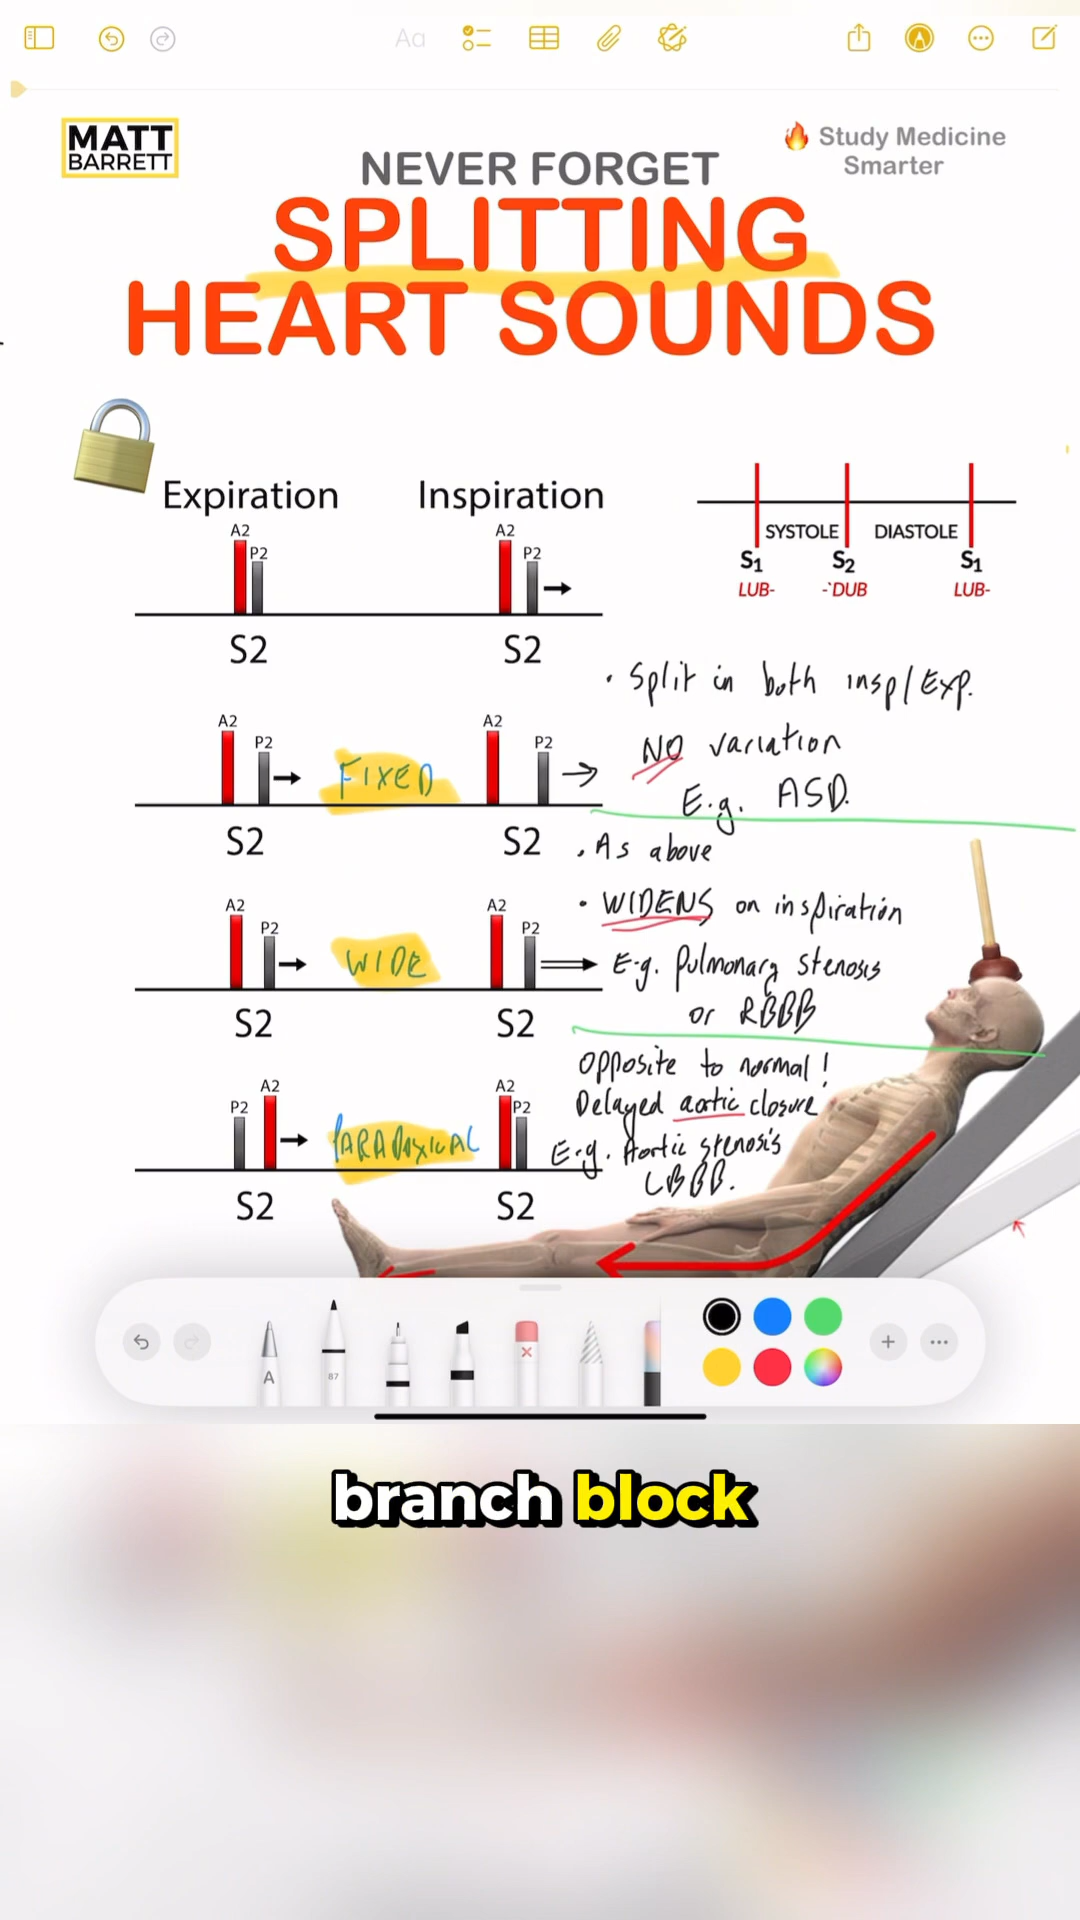 Aa
MATT
BARRETT
Study Medicine
Smarter
NEVER FORGET
SPLITTING
HEART SOUNDS
Expiration
Inspiration
A2
P2
S2
A2
P2
S2
SYSTOLE
DIASTOLE
S1
S2
S1
LUB-
-`DUB
LUB-
• Split in both insp/Exp.
NO variation
E.g. ASD.
A2
P2
FIXED
A2
P2
S2
S2
• As above
• WIDENS on inspiration
E-g. Pulmonary stenosis
or RBBB
A2
P2
WIDE
A2
P2
S2
S2
Opposite to normal!
Delayed aortic closure
E-g. Aortic stenosis
LBBB.
P2
A2
PARADOXICAL
A2
P2
S2
S2
A
87
branch block